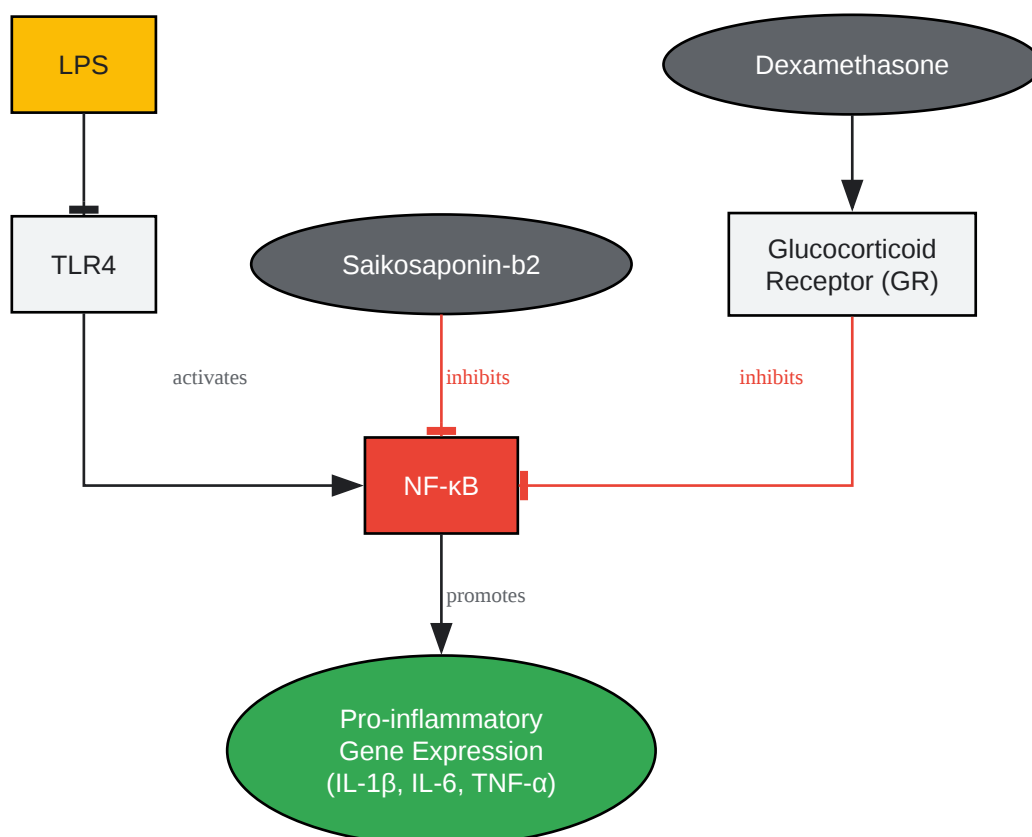 LPS
Dexamethasone
TLR4
Saikosaponin-b2
Glucocorticoid
Receptor (GR)
activates
inhibits
inhibits
NF-κB
promotes
Pro-inflammatory
Gene Expression
(IL-1β, IL-6, TNF-α)